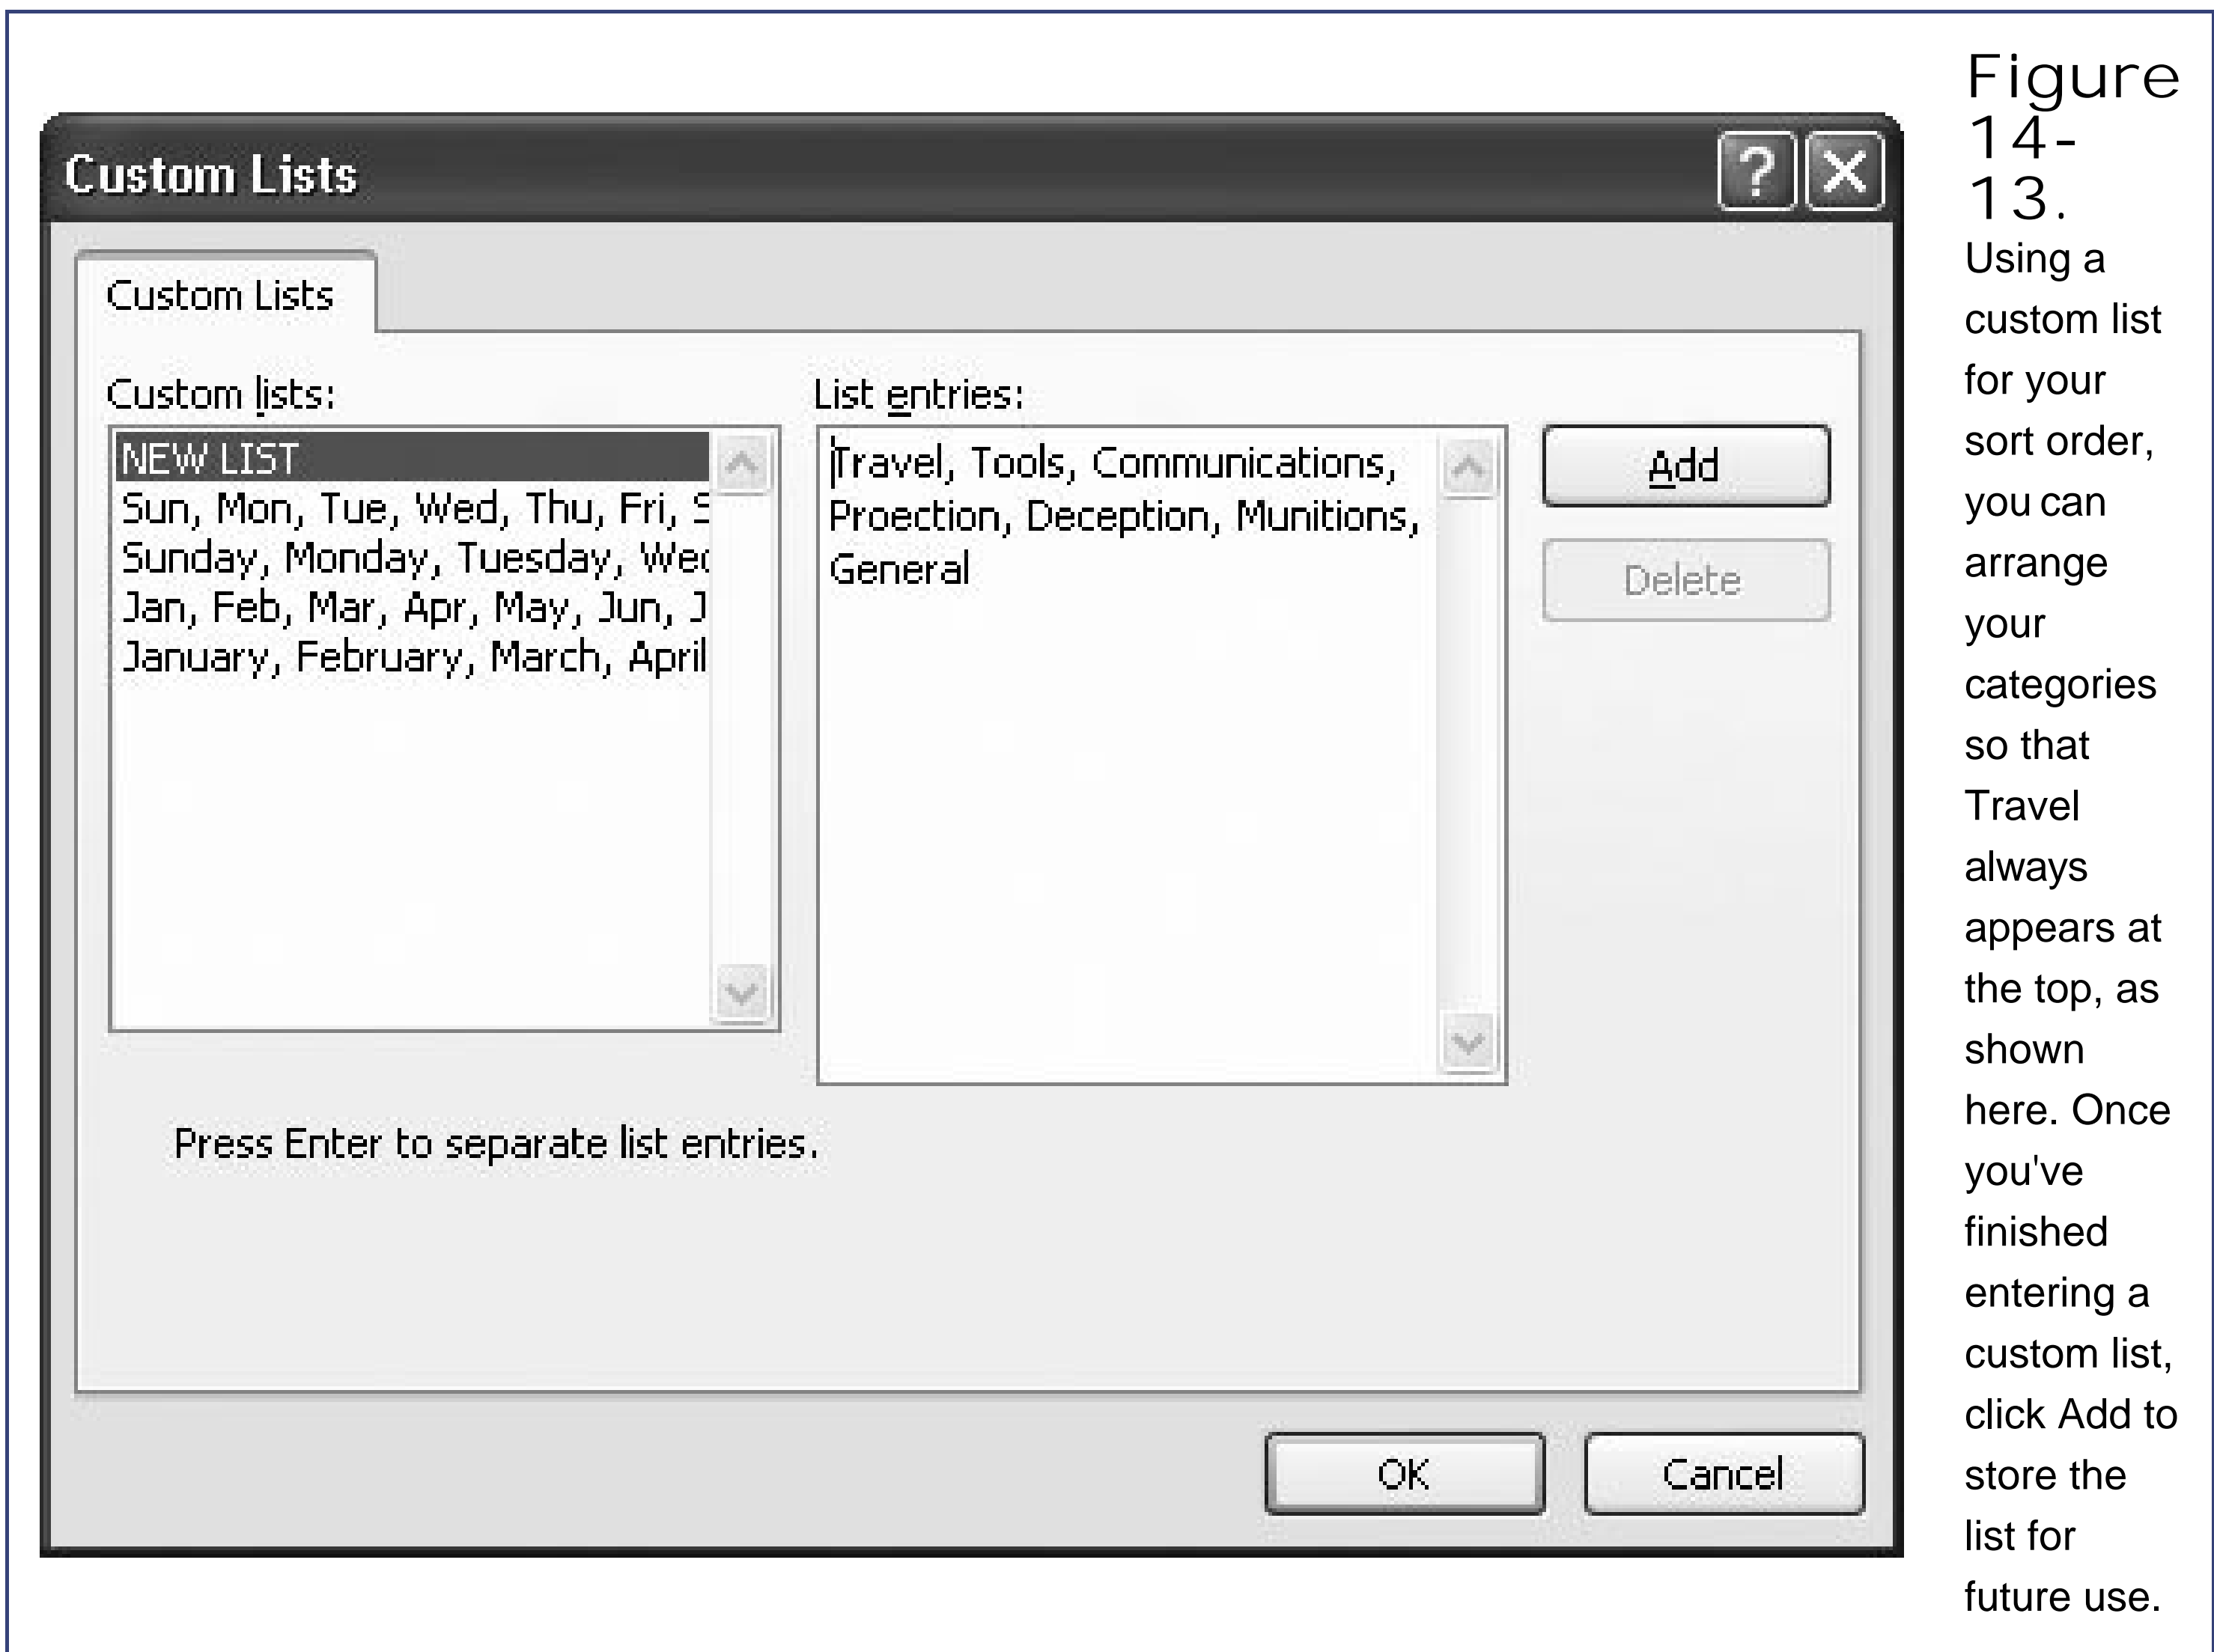 Custom Lists
Custom Lists
Custom lists:
NEW LIST
Sun, Mon, Tue, Wed, Thu, Fri, S
Sunday, Monday, Tuesday, Wed
Jan, Feb, Mar, Apr, May, Jun, J
January, February, March, April
List entries:
Travel, Tools, Communications,
Proection, Deception, Munitions,
General
Add
Delete
Press Enter to separate list entries.
OK
Cancel
Figure
14-
13.
Using a
custom list
for your
sort order,
you can
arrange
your
categories
so that
Travel
always
appears at
the top, as
shown
here. Once
you've
finished
entering a
custom list,
click Add to
store the
list for
future use.